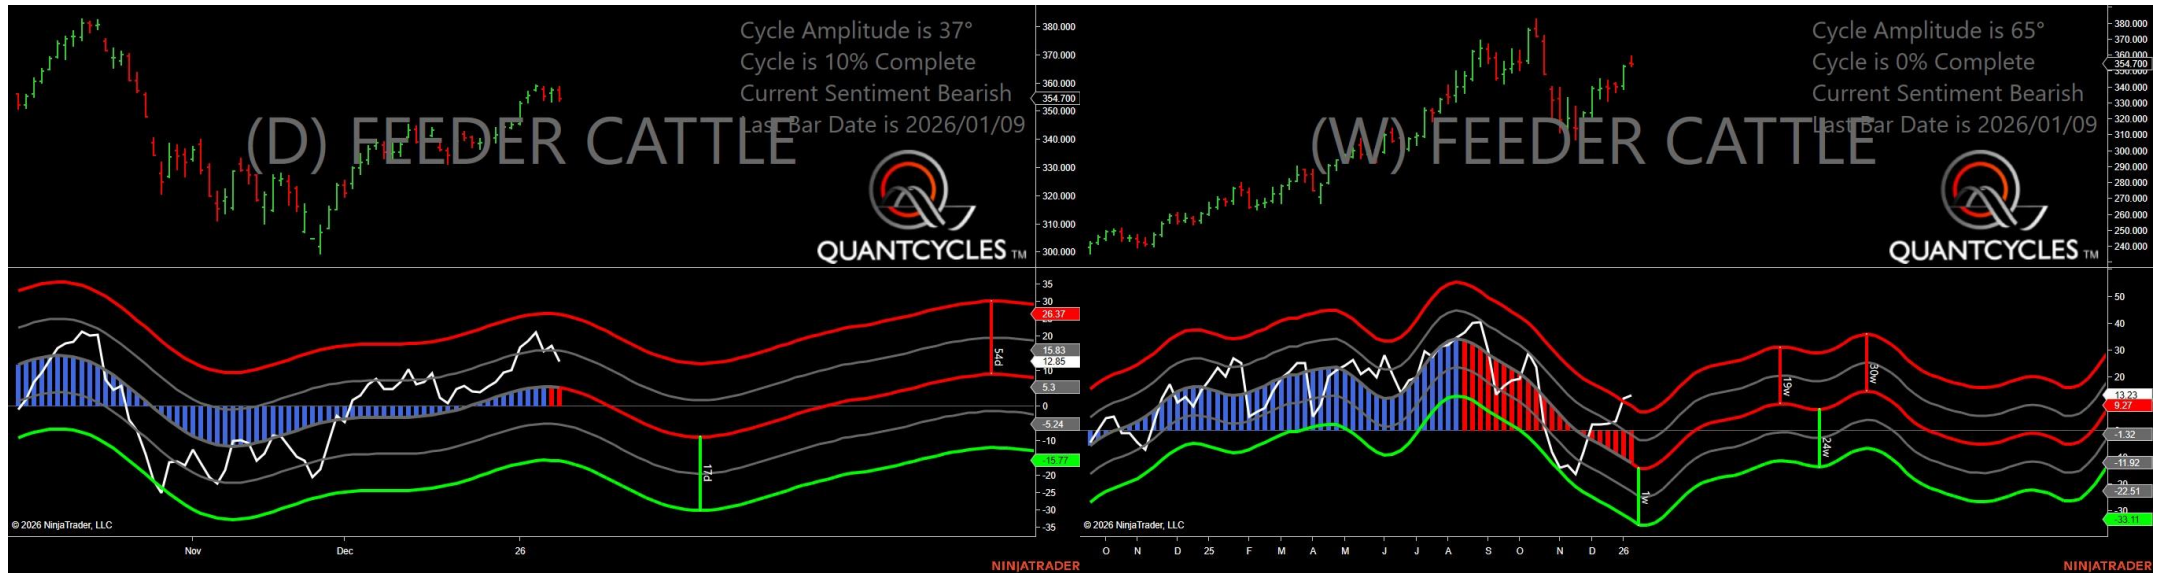 Cycle Amplitude is 37°
Cycle is 10% Complete
Current Sentiment Bearish
Last Bar Date is 2026/01/09
(D) FEEDER CATTLE
QUANTCYCLES TM
380.000
370.000
360.000
354.700
350.000
340.000
330.000
320.000
310.000
300.000
35
30
26.37
20
15.83
12.85
10
5.3
0
-5.24
-10
-15.77
-20
-25
-30
-35
54d
17d
© 2026 NinjaTrader, LLC
Nov
Dec
26
NINJATRADER
Cycle Amplitude is 65°
Cycle is 0% Complete
Current Sentiment Bearish
Last Bar Date is 2026/01/09
(W) FEEDER CATTLE
QUANTCYCLES TM
380.000
370.000
360.000
354.700
350.000
340.000
330.000
320.000
310.000
300.000
290.000
280.000
270.000
260.000
250.000
240.000
50
40
30
20
13.23
9.27
-1.32
-11.92
-22.51
-33.11
19w
30w
24w
1w
© 2026 NinjaTrader, LLC
O
N
D
25
F
M
A
M
J
J
A
S
O
N
D
26
NINJATRADER